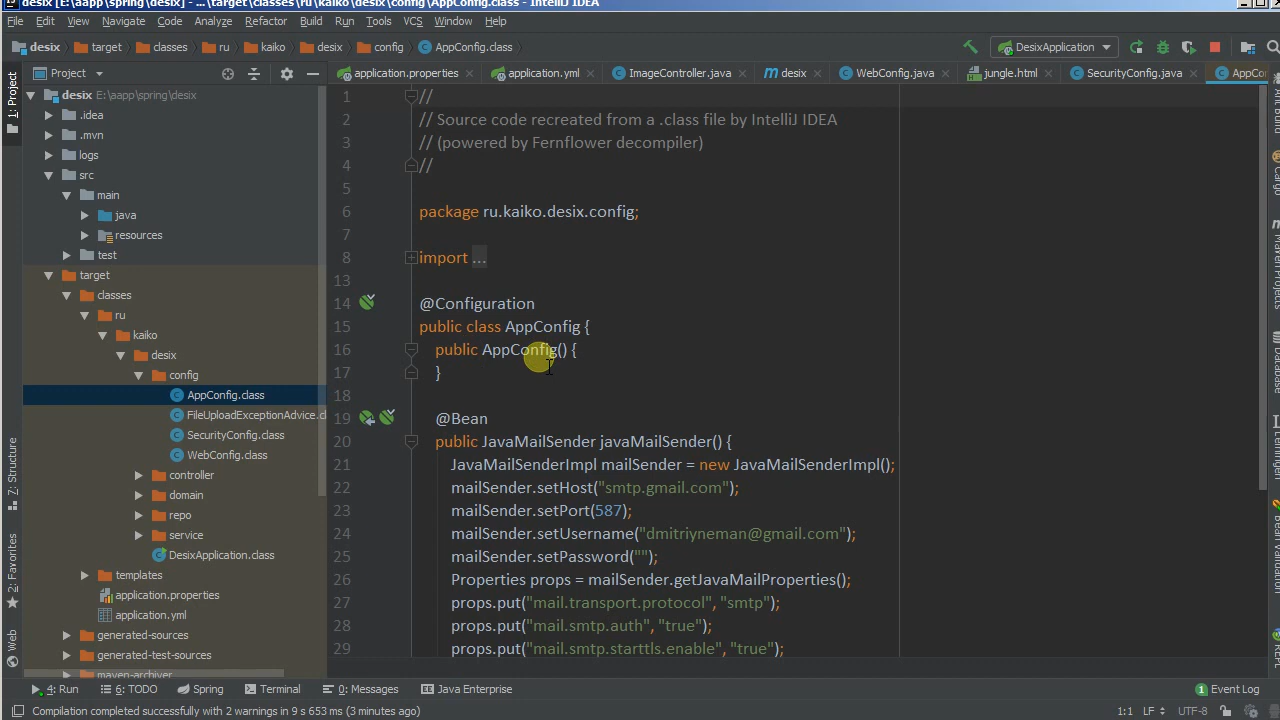 desix [E:\aapp\spring\desix] - ...\target\classes\ru\kaiko\desix\config\AppConfig.class - IntelliJ IDEA
File Edit View Navigate Code Analyze Refactor Build Run Tools VCS Window Help
desix target classes ru kaiko desix config AppConfig.class DesixApplication
Project application.properties application.yml ImageController.java desix WebConfig.java jungle.html SecurityConfig.java AppCo
1: Project
Z: Structure
2: Favorites
Web
desix E:\aapp\spring\desix
.idea
.mvn
logs
src
main
java
resources
test
target
classes
ru
kaiko
desix
config
AppConfig.class
FileUploadExceptionAdvice.cl
SecurityConfig.class
WebConfig.class
controller
domain
repo
service
DesixApplication.class
templates
application.properties
application.yml
generated-sources
generated-test-sources
maven-archiver
1 //
2 // Source code recreated from a .class file by IntelliJ IDEA
3 // (powered by Fernflower decompiler)
4 //
5
6 package ru.kaiko.desix.config;
7
8 import ...
13
14 @Configuration
15 public class AppConfig {
16 public AppConfig() {
17 }
18
19 @Bean
20 public JavaMailSender javaMailSender() {
21 JavaMailSenderImpl mailSender = new JavaMailSenderImpl();
22 mailSender.setHost("smtp.gmail.com");
23 mailSender.setPort(587);
24 mailSender.setUsername("dmitriyneman@gmail.com");
25 mailSender.setPassword("");
26 Properties props = mailSender.getJavaMailProperties();
27 props.put("mail.transport.protocol", "smtp");
28 props.put("mail.smtp.auth", "true");
29 props.put("mail.smtp.starttls.enable", "true");
Ant Build
Cargo
Maven Projects
Database
Bean Validation
4: Run 6: TODO Spring Terminal 0: Messages Java Enterprise 1 Event Log
Compilation completed successfully with 2 warnings in 9 s 653 ms (3 minutes ago) 1:1 LF UTF-8